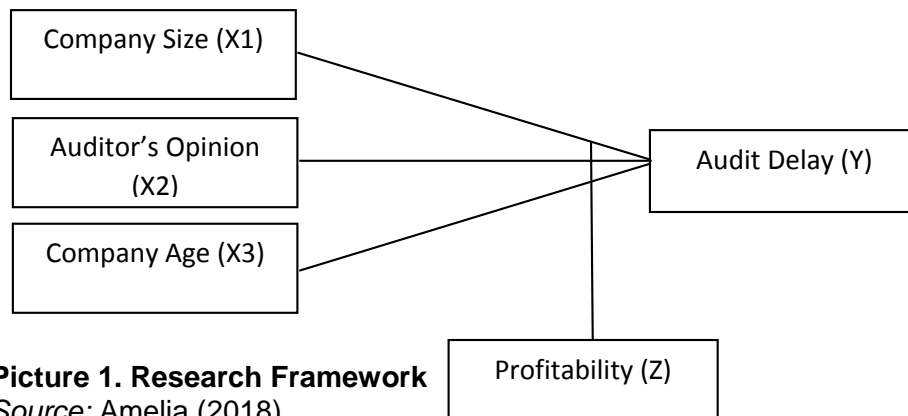 Company Size (X1)
Auditor's Opinion
(X2)
Company Age (X3)
Audit Delay (Y)
Profitability (Z)
Picture 1. Research Framework
Source: Amelia (2018)